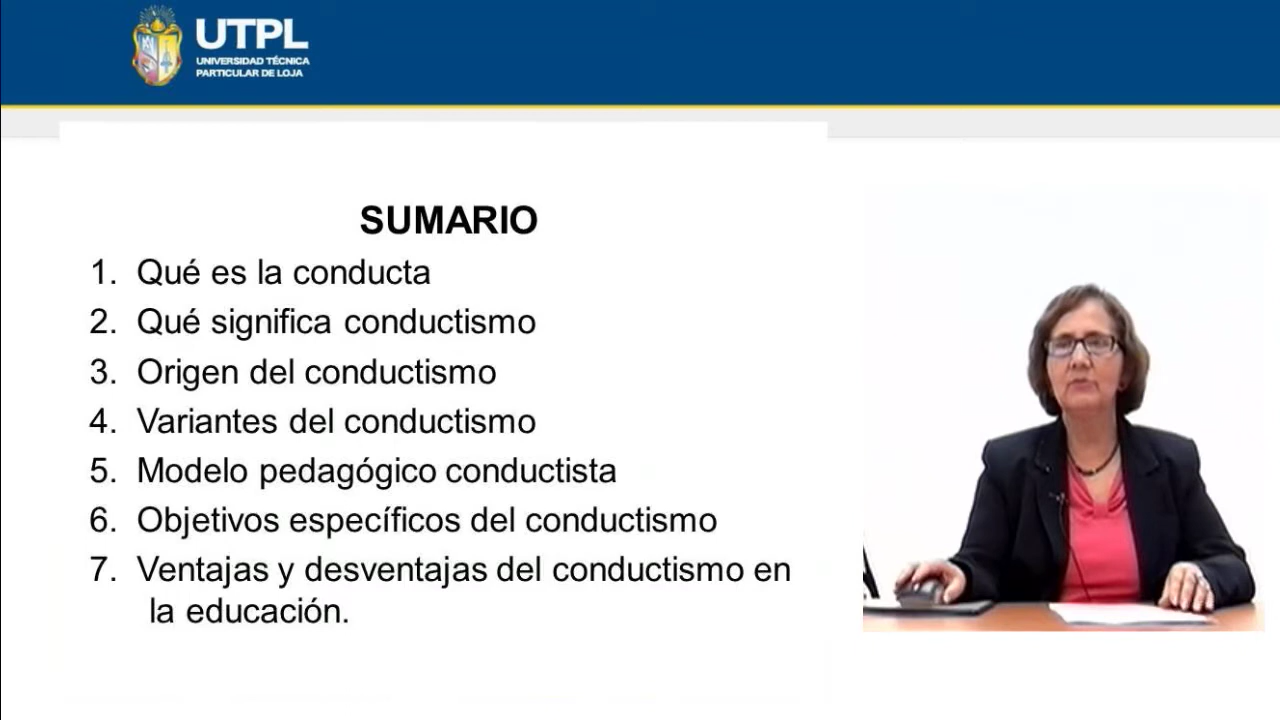 UTPL
UNIVERSIDAD TÉCNICA
PARTICULAR DE LOJA
SUMARIO
1. Qué es la conducta
2. Qué significa conductismo
3. Origen del conductismo
4. Variantes del conductismo
5. Modelo pedagógico conductista
6. Objetivos específicos del conductismo
7. Ventajas y desventajas del conductismo en
la educación.